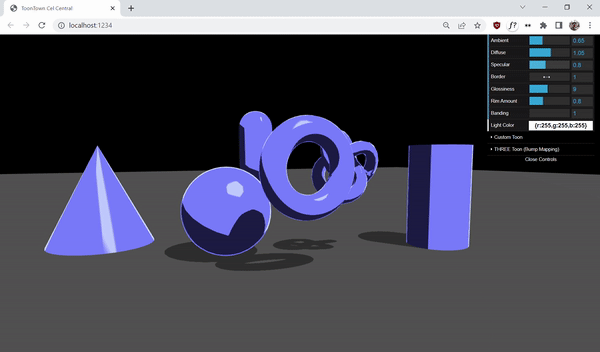 ToonTown Cel Central
localhost:1234
f?
Ambient 0.65
Diffuse 1.05
Specular 0.8
Border 1
Glossiness 9
Rim Amount 0.8
Banding 1
Light Color {r:255,g:255,b:255}
Custom Toon
THREE Toon (Bump Mapping)
Close Controls